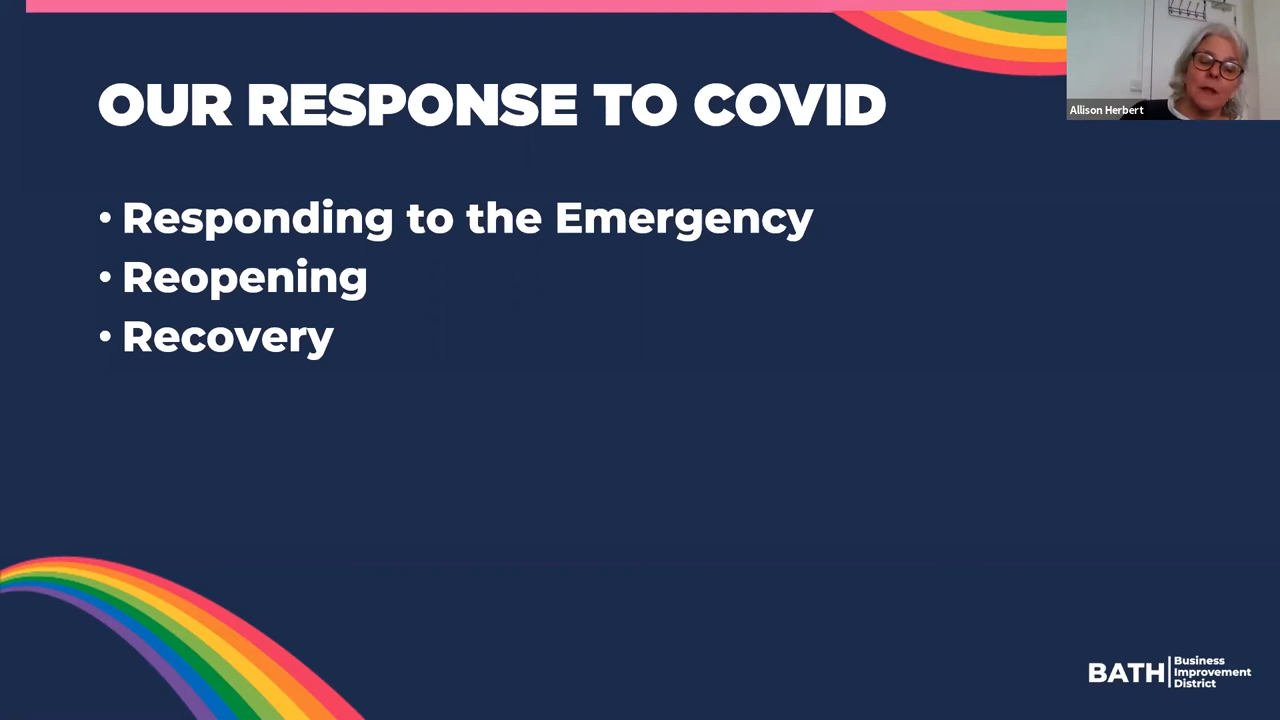 OUR RESPONSE TO COVID
Allison Herbert
• Responding to the Emergency
• Reopening
• Recovery
BATH
Business
Improvement
District